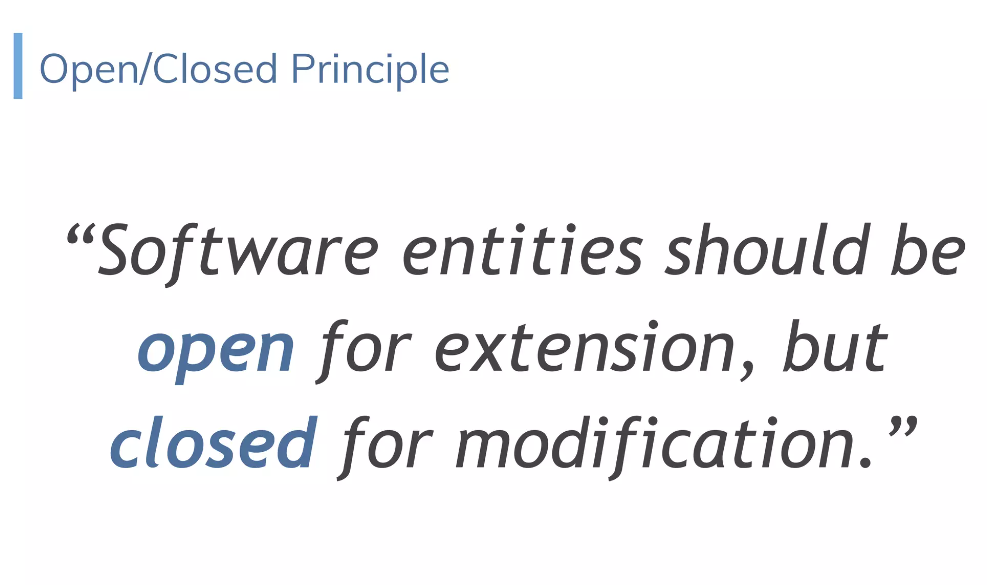 Open/Closed Principle
“Software entities should be
open for extension, but
closed for modification.”